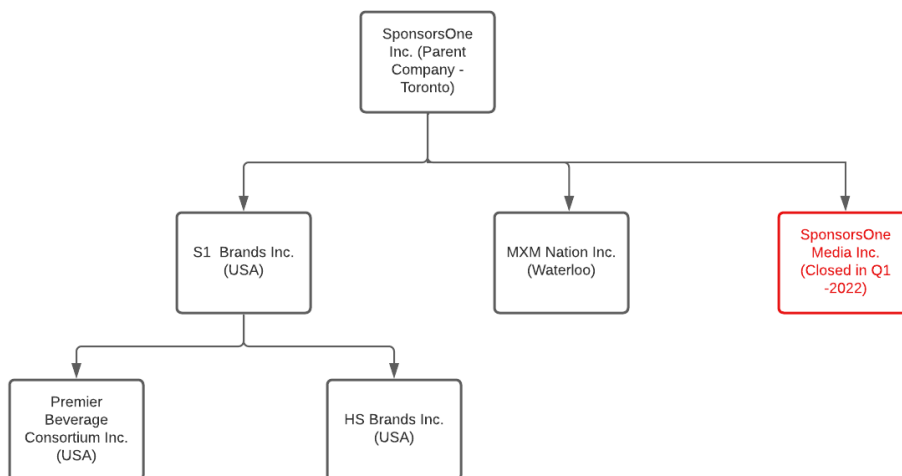 SponsorsOne
Inc. (Parent
Company -
Toronto)
S1 Brands Inc.
(USA)
MXM Nation Inc.
(Waterloo)
SponsorsOne
Media Inc.
(Closed in Q1
-2022)
Premier
Beverage
Consortium Inc.
(USA)
HS Brands Inc.
(USA)